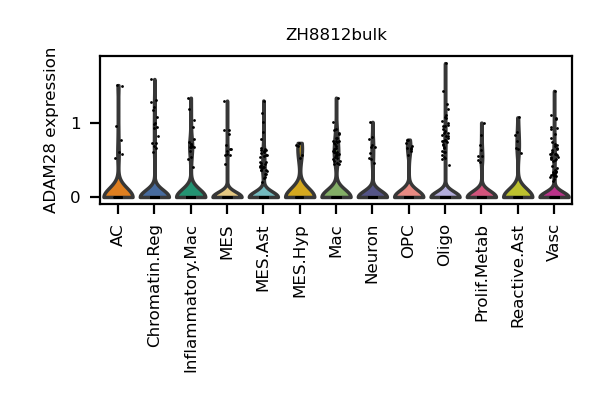 ZH8812bulk
ADAM28 expression
1
0
AC
Chromatin.Reg
Inflammatory.Mac
MES
MES.Ast
MES.Hyp
Mac
Neuron
OPC
Oligo
Prolif.Metab
Reactive.Ast
Vasc